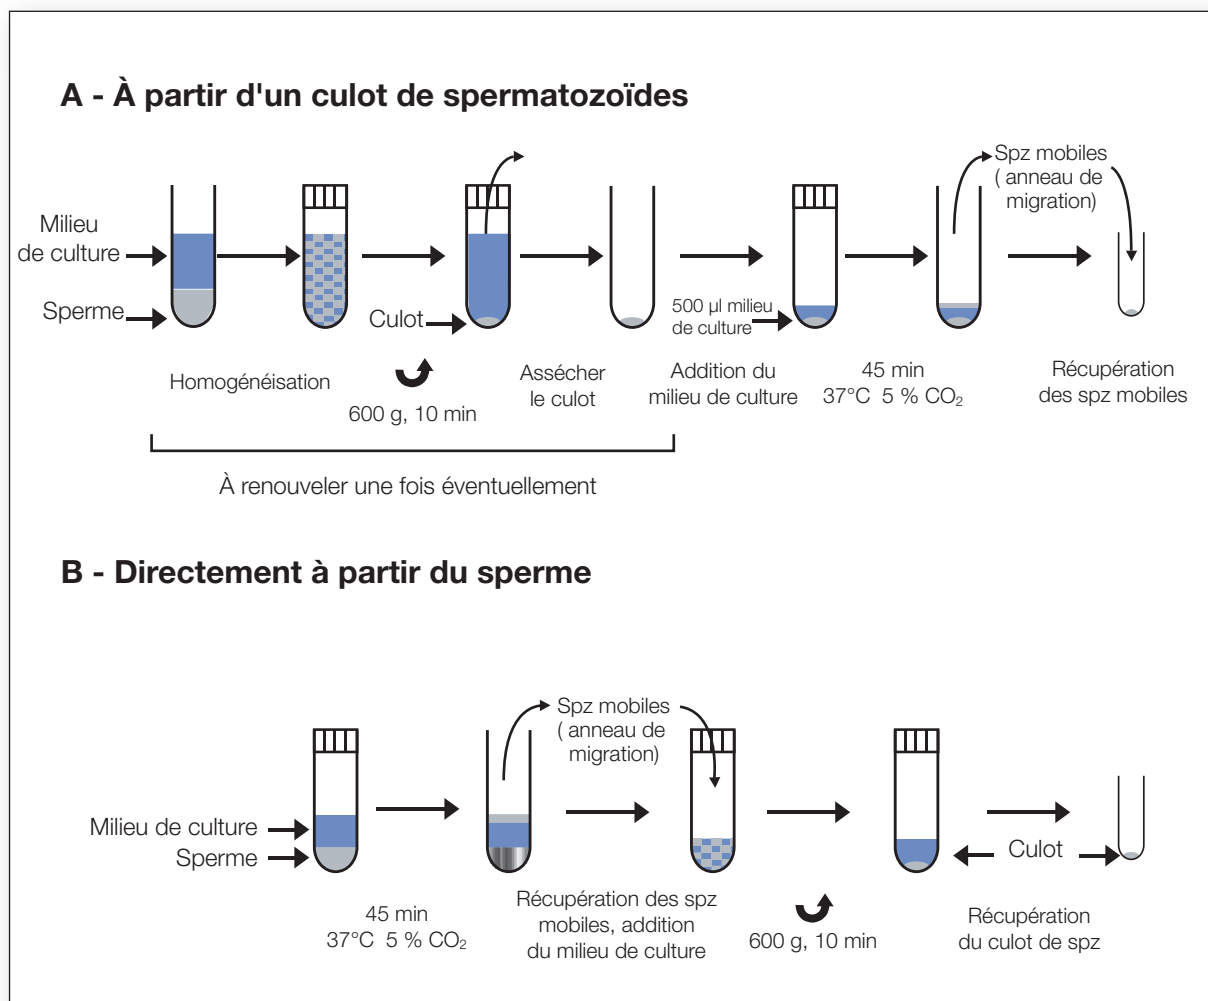 A - À partir d'un culot de spermatozoïdes
Spz mobiles
( anneau de
migration)
Milieu
de culture
Sperme
Culot
500 µl milieu
de culture
Homogénéisation
600 g, 10 min
Assécher
le culot
Addition du
milieu de culture
45 min
37°C 5 % CO₂
Récupération
des spz mobiles
À renouveler une fois éventuellement
B - Directement à partir du sperme
Spz mobiles
( anneau de
migration)
Milieu de culture
Sperme
Culot
45 min
37°C 5 % CO₂
Récupération des spz
mobiles, addition
du milieu de culture
600 g, 10 min
Récupération
du culot de spz